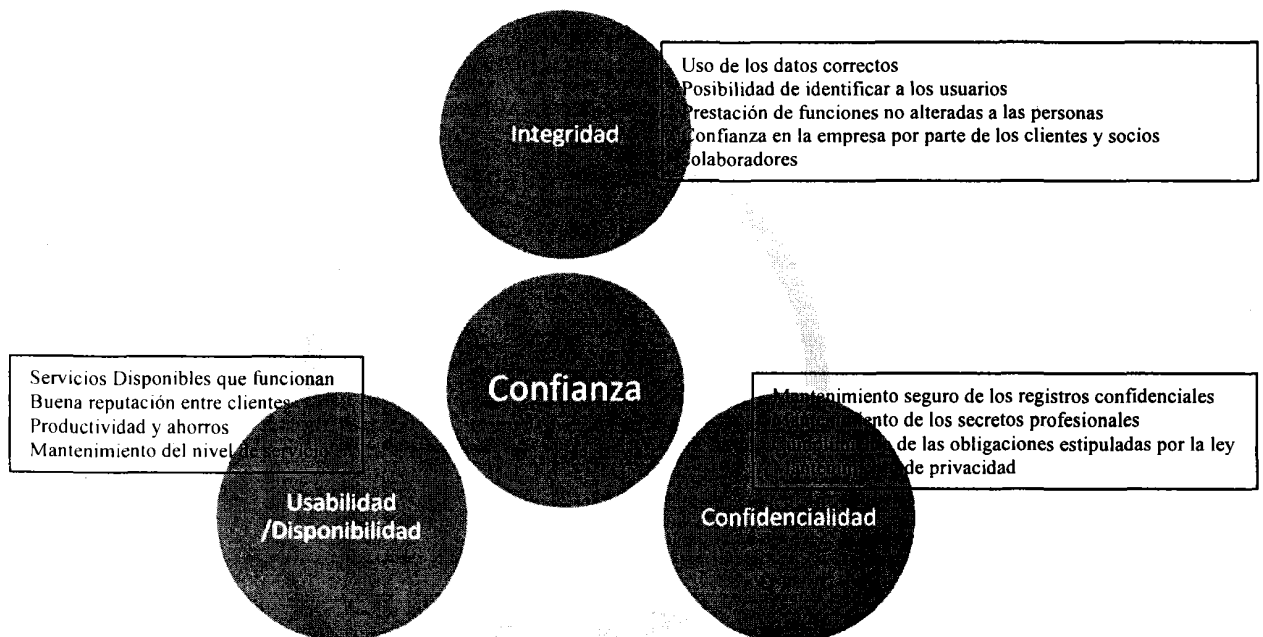 Integridad
Uso de los datos correctos
Posibilidad de identificar a los usuarios
Prestación de funciones no alteradas a las personas
Confianza en la empresa por parte de los clientes y socios
colaboradores
Confianza
Servicios Disponibles que funcionan
Buena reputación entre clientes
Productividad y ahorros
Mantenimiento del nivel de servicio
Usabilidad
/Disponibilidad
Mantenimiento seguro de los registros confidenciales
Mantenimiento de los secretos profesionales
de las obligaciones estipuladas por la ley
de privacidad
Confidencialidad